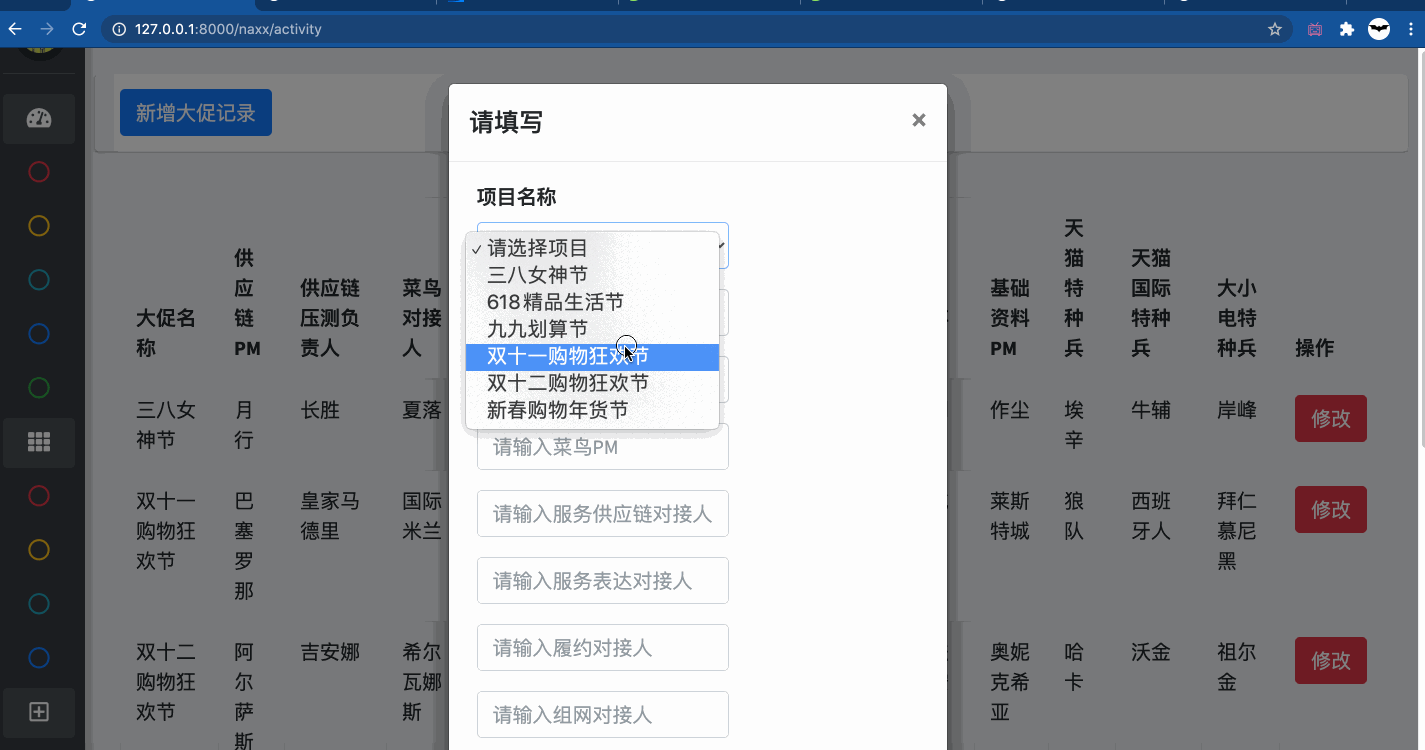 127.0.0.1:8000/naxx/activity
新增大促记录
请填写
×
项目名称
✓ 请选择项目
三八女神节
618精品生活节
九九划算节
双十一购物狂欢节
双十二购物狂欢节
新春购物年货节
请输入菜鸟PM
请输入服务供应链对接人
请输入服务表达对接人
请输入履约对接人
请输入组网对接人
大促名
称
供
应
链
PM
供应链
压测负
责人
菜鸟
对接
人
基础
资料
PM
天
猫
特
种
兵
天猫
国际
特种
兵
大小
电特
种兵
操作
三八女
神节
月
行
长胜
夏落
作尘
埃
辛
牛辅
岸峰
修改
双十一
购物狂
欢节
巴
塞
罗
那
皇家马
德里
国际
米兰
莱斯
特城
狼
队
西班
牙人
拜仁
慕尼
黑
修改
双十二
购物狂
欢节
阿
尔
萨
斯
吉安娜
希尔
瓦娜
斯
奥妮
克希
亚
哈
卡
沃金
祖尔
金
修改